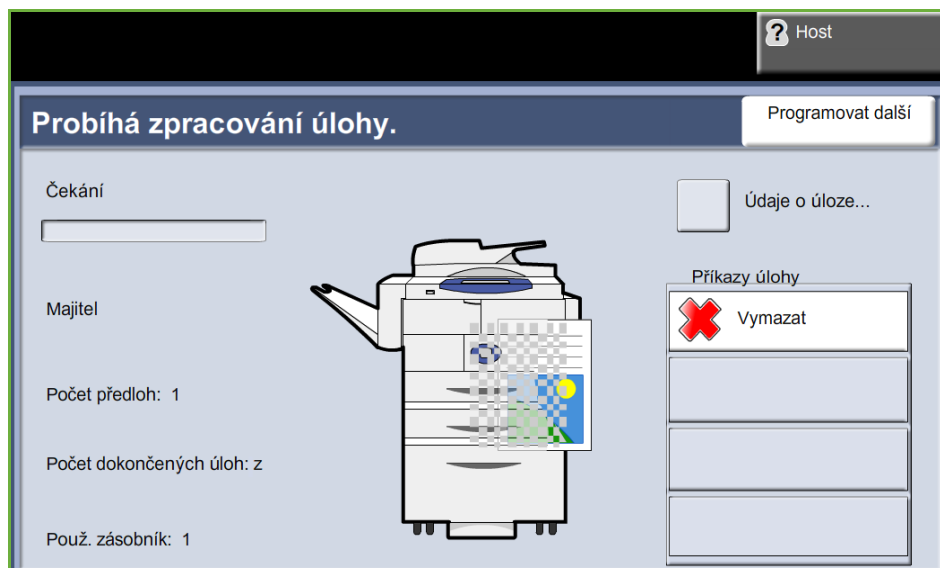 ? Host
Probíhá zpracování úlohy.
Programovat další
Čekání
Údaje o úloze...
Příkazy úlohy
Majitel
Vymazat
Počet předloh: 1
Počet dokončených úloh: z
Použ. zásobník: 1